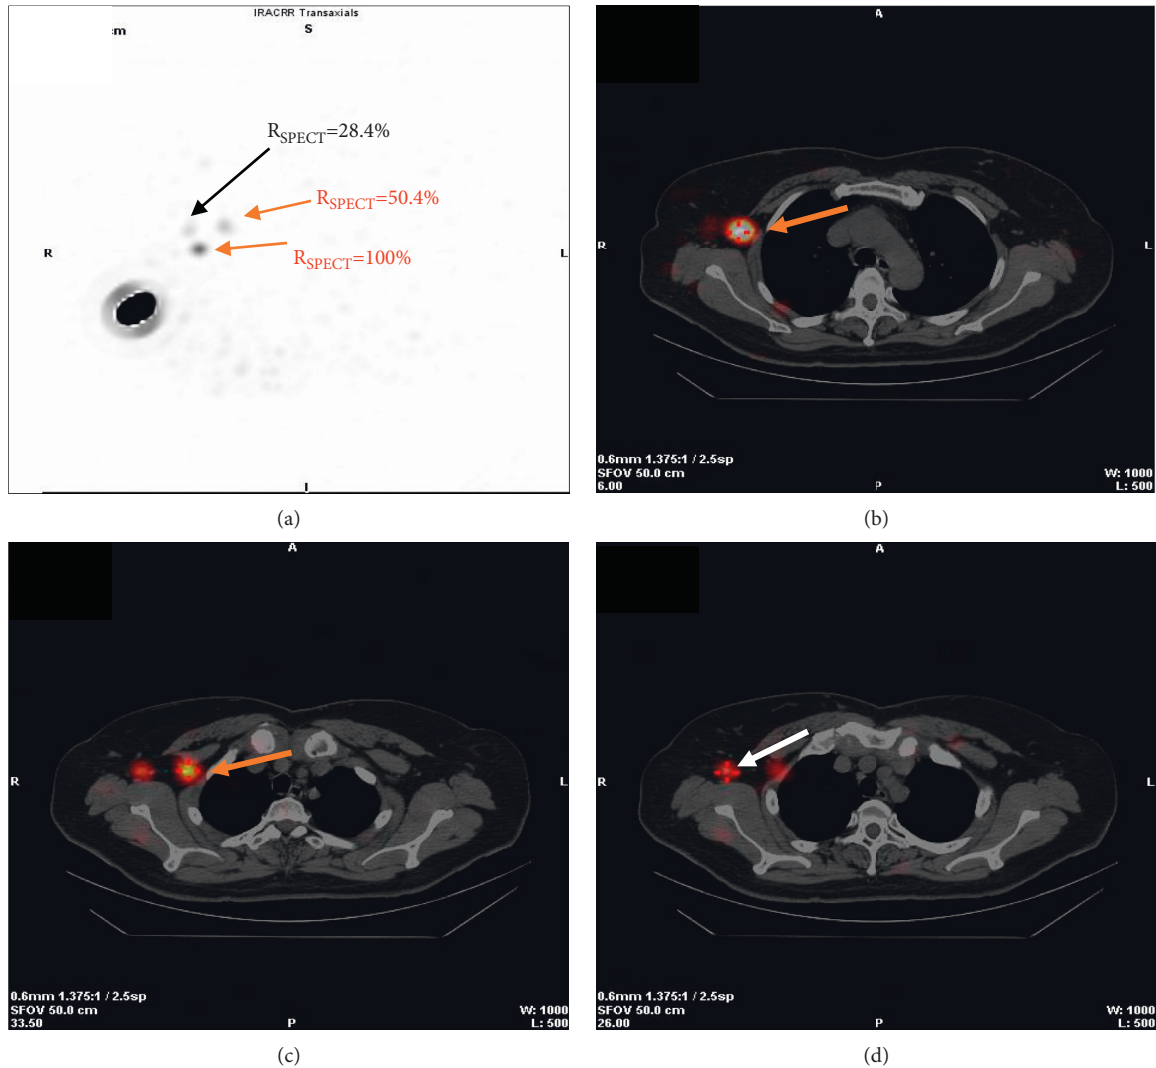 IRACRR Transaxials
cm
S
R_SPECT=28.4%
R_SPECT=50.4%
R_SPECT=100%
R
L
I
(a)
A
R
L
0.6mm 1.375:1 / 2.5sp
SFOV 50.0 cm
6.00
P
W: 1000
L: 500
(b)
A
R
L
0.6mm 1.375:1 / 2.5sp
SFOV 50.0 cm
33.50
P
W: 1000
L: 500
(c)
A
R
L
0.6mm 1.375:1 / 2.5sp
SFOV 50.0 cm
26.00
P
W: 1000
L: 500
(d)